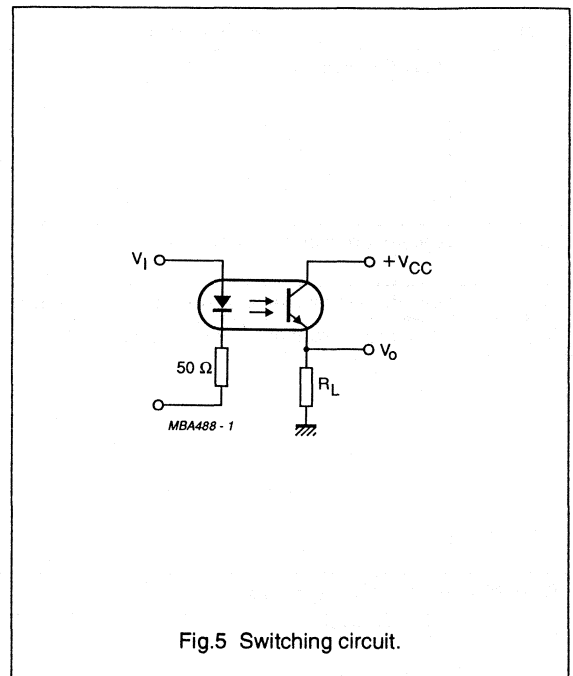 V_I
+V_CC
V_o
50 Ω
R_L
MBA488 - 1
Fig.5 Switching circuit.